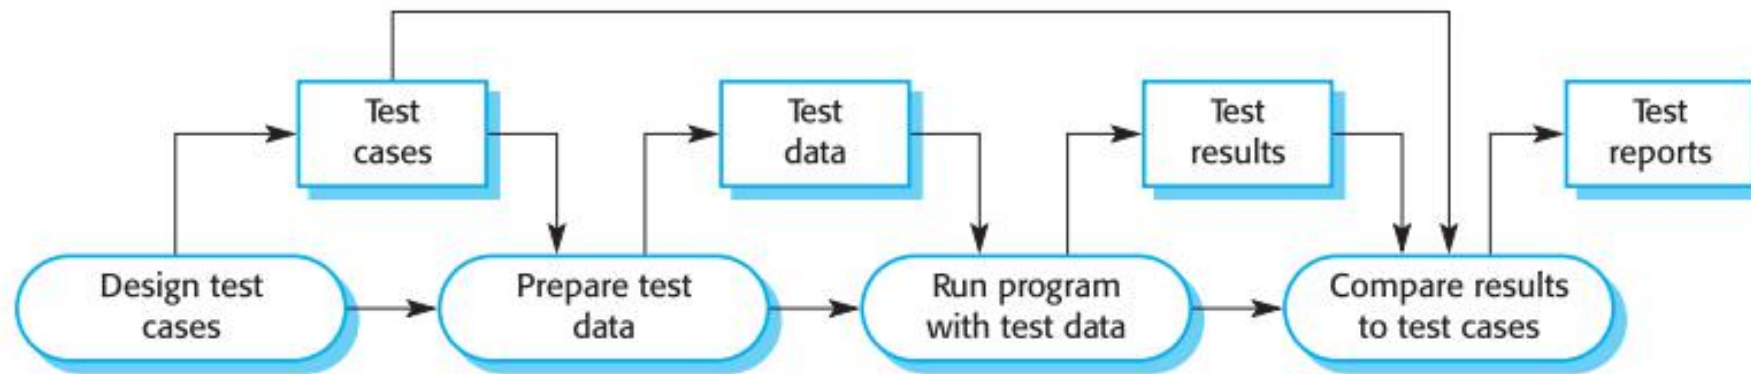 Test
cases
Test
data
Test
results
Test
reports
Design test
cases
Prepare test
data
Run program
with test data
Compare results
to test cases